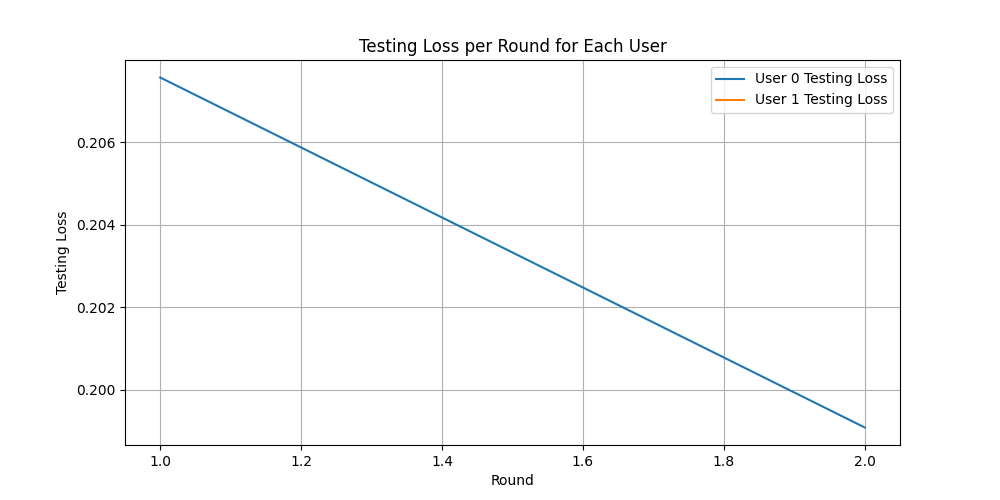 Testing Loss per Round for Each User
User 0 Testing Loss
User 1 Testing Loss
Testing Loss
0.206
0.204
0.202
0.200
1.0 1.2 1.4 1.6 1.8 2.0
Round